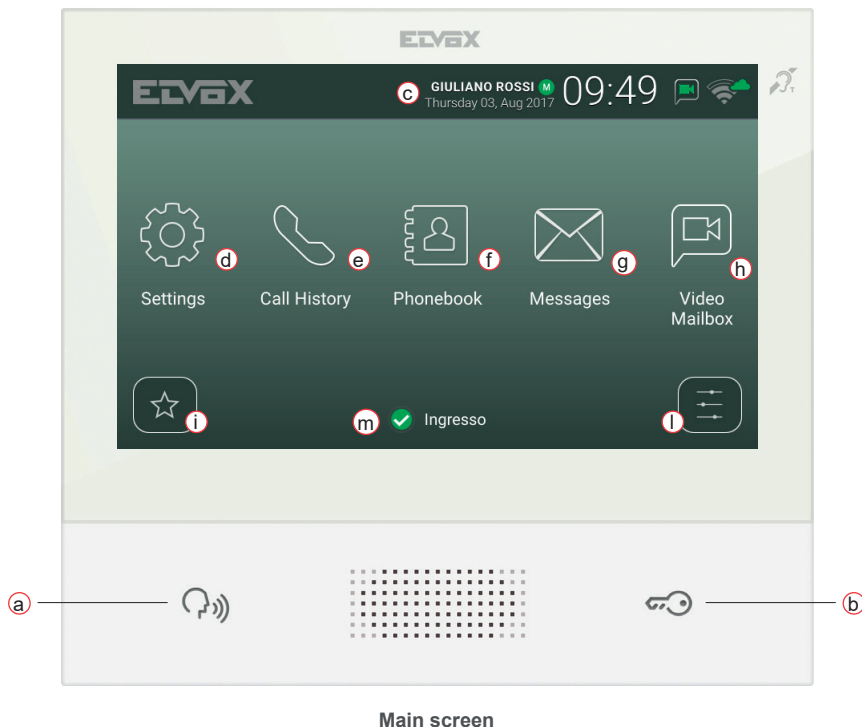 ELVOX
ELVOX
c GIULIANO ROSSI M
Thursday 03, Aug 2017
09:49
T
d e f g h
Settings Call History Phonebook Messages Video
Mailbox
i m Ingresso l
a b
Main screen